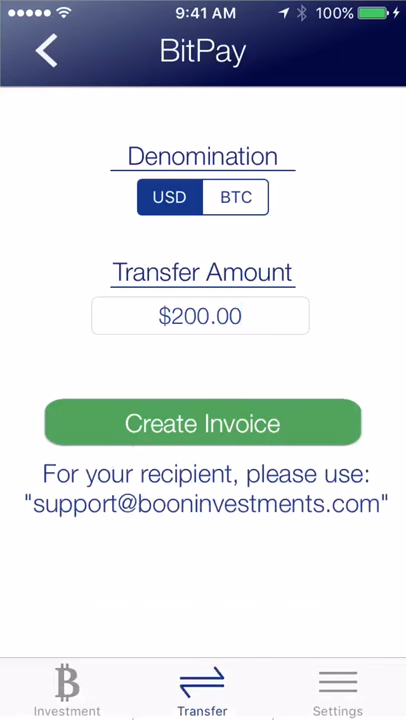 9:41 AM
100%
BitPay
Denomination
USD
BTC
Transfer Amount
$200.00
Create Invoice
For your recipient, please use:
"support@booninvestments.com"
Investment
Transfer
Settings